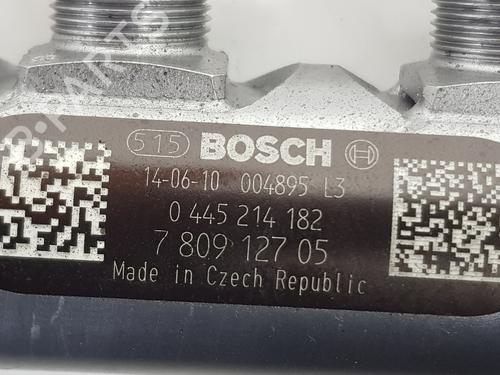 515 BOSCH
14-06-10 004895 L3
0 445 214 182
7 809 127 05
Made in Czech Republic